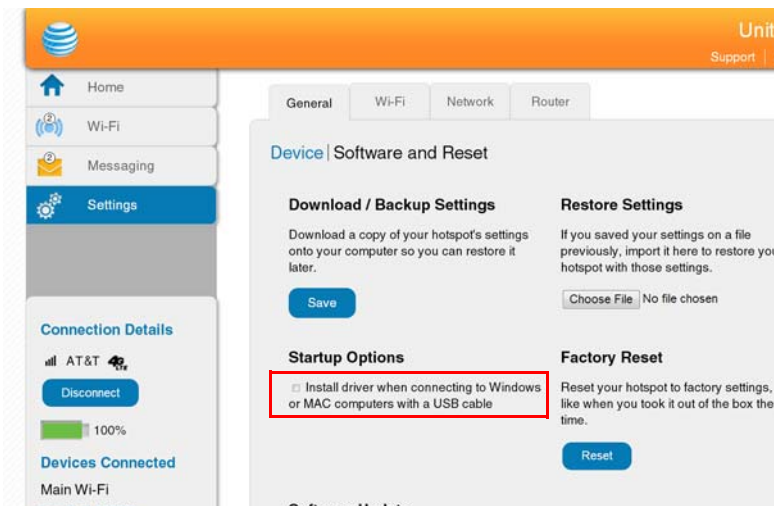 Unit
Support
Home
2
Wi-Fi
2
Messaging
Settings
General
Wi-Fi
Network
Router
Device | Software and Reset
Download / Backup Settings
Download a copy of your hotspot's settings
onto your computer so you can restore it
later.
Save
Restore Settings
If you saved your settings on a file
previously, import it here to restore you
hotspot with those settings.
Choose File No file chosen
Startup Options
Install driver when connecting to Windows
or MAC computers with a USB cable
Factory Reset
Reset your hotspot to factory settings,
like when you took it out of the box the
time.
Reset
Connection Details
AT&T 4G LTE
Disconnect
100%
Devices Connected
Main Wi-Fi